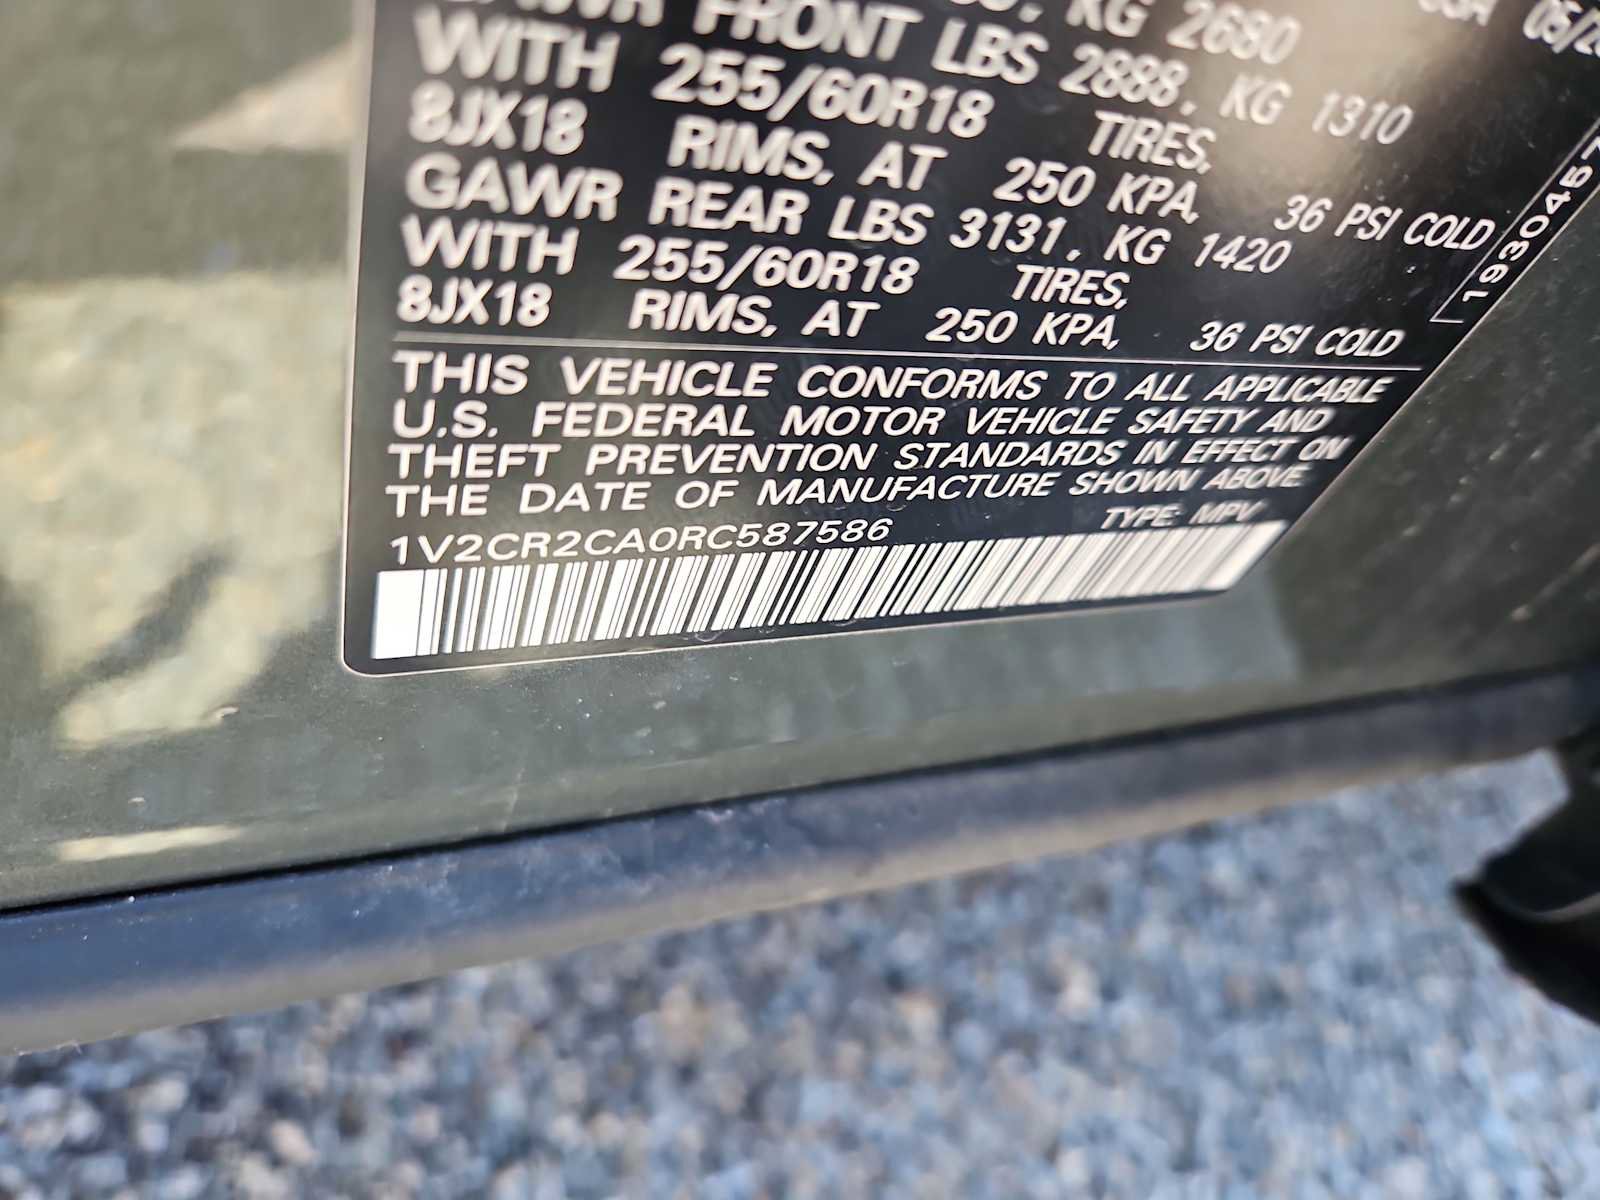 KG 2680
GAWR FRONT LBS 2888, KG 1310
WITH 255/60R18 TIRES,
8JX18 RIMS, AT 250 KPA, 36 PSI COLD
GAWR REAR LBS 3131, KG 1420
WITH 255/60R18 TIRES,
8JX18 RIMS, AT 250 KPA, 36 PSI COLD
THIS VEHICLE CONFORMS TO ALL APPLICABLE
U.S. FEDERAL MOTOR VEHICLE SAFETY AND
THEFT PREVENTION STANDARDS IN EFFECT ON
THE DATE OF MANUFACTURE SHOWN ABOVE
1V2CR2CA0RC587586 TYPE: MPV